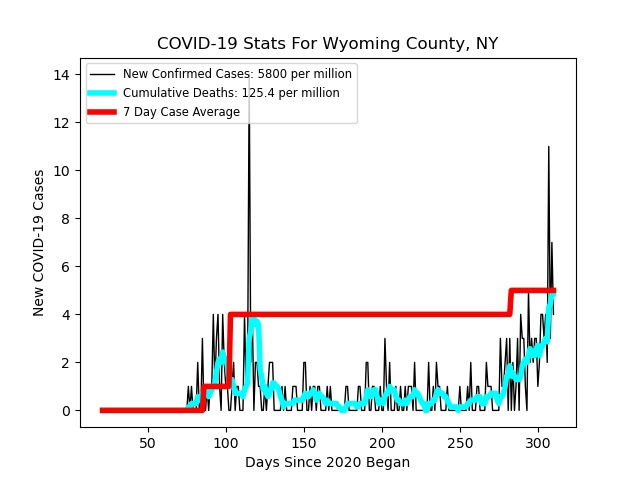 COVID-19 Stats For Wyoming County, NY
New Confirmed Cases: 5800 per million
Cumulative Deaths: 125.4 per million
7 Day Case Average
14
12
10
8
6
4
2
0
New COVID-19 Cases
50 100 150 200 250 300
Days Since 2020 Began